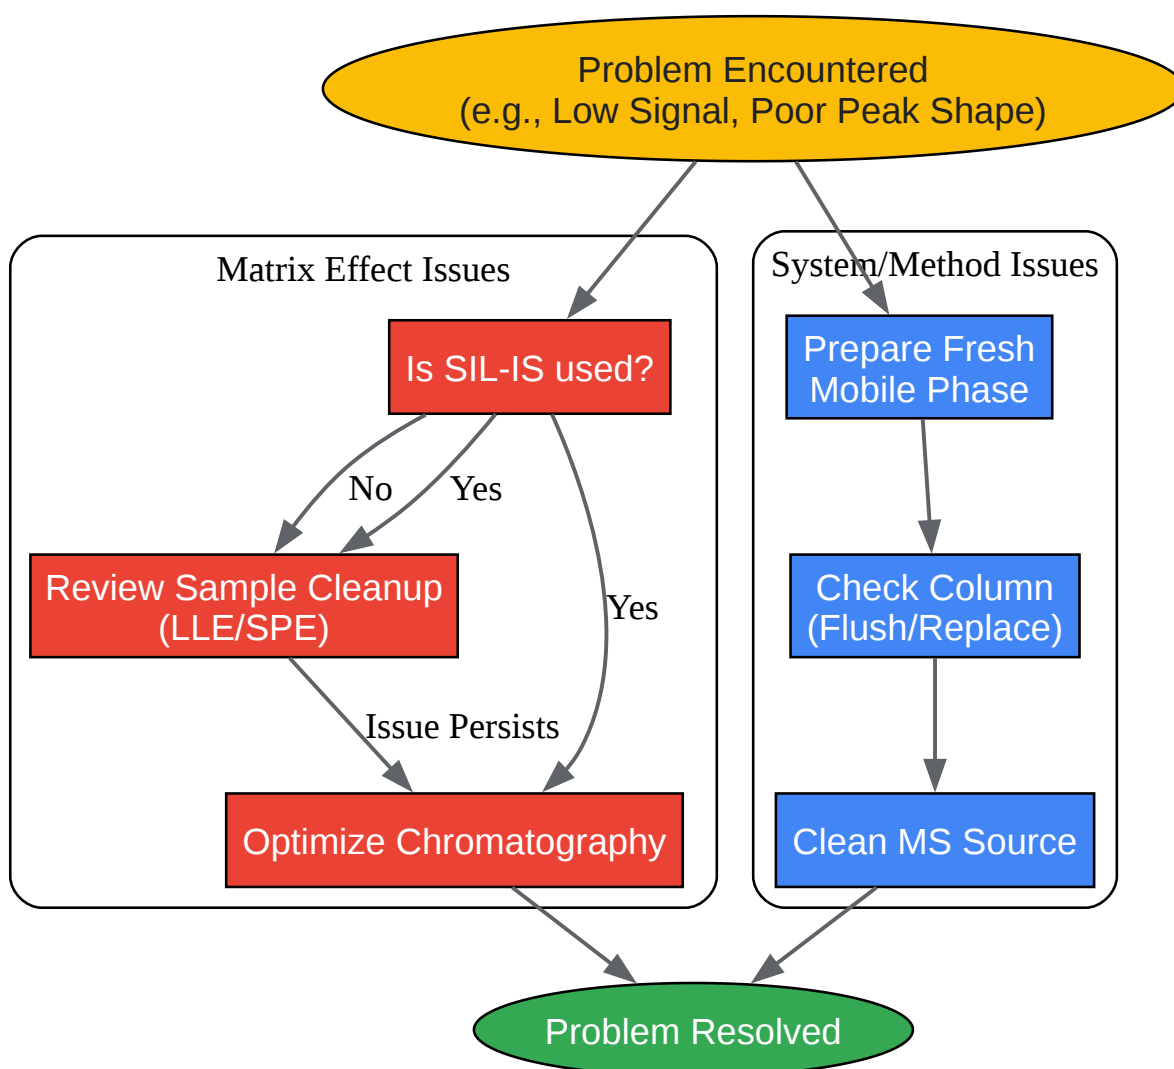 Problem Encountered
(e.g., Low Signal, Poor Peak Shape)
Matrix Effect Issues
System/Method Issues
Is SIL-IS used?
Prepare Fresh
Mobile Phase
No
Yes
Review Sample Cleanup
(LLE/SPE)
Yes
Check Column
(Flush/Replace)
Issue Persists
Optimize Chromatography
Clean MS Source
Problem Resolved